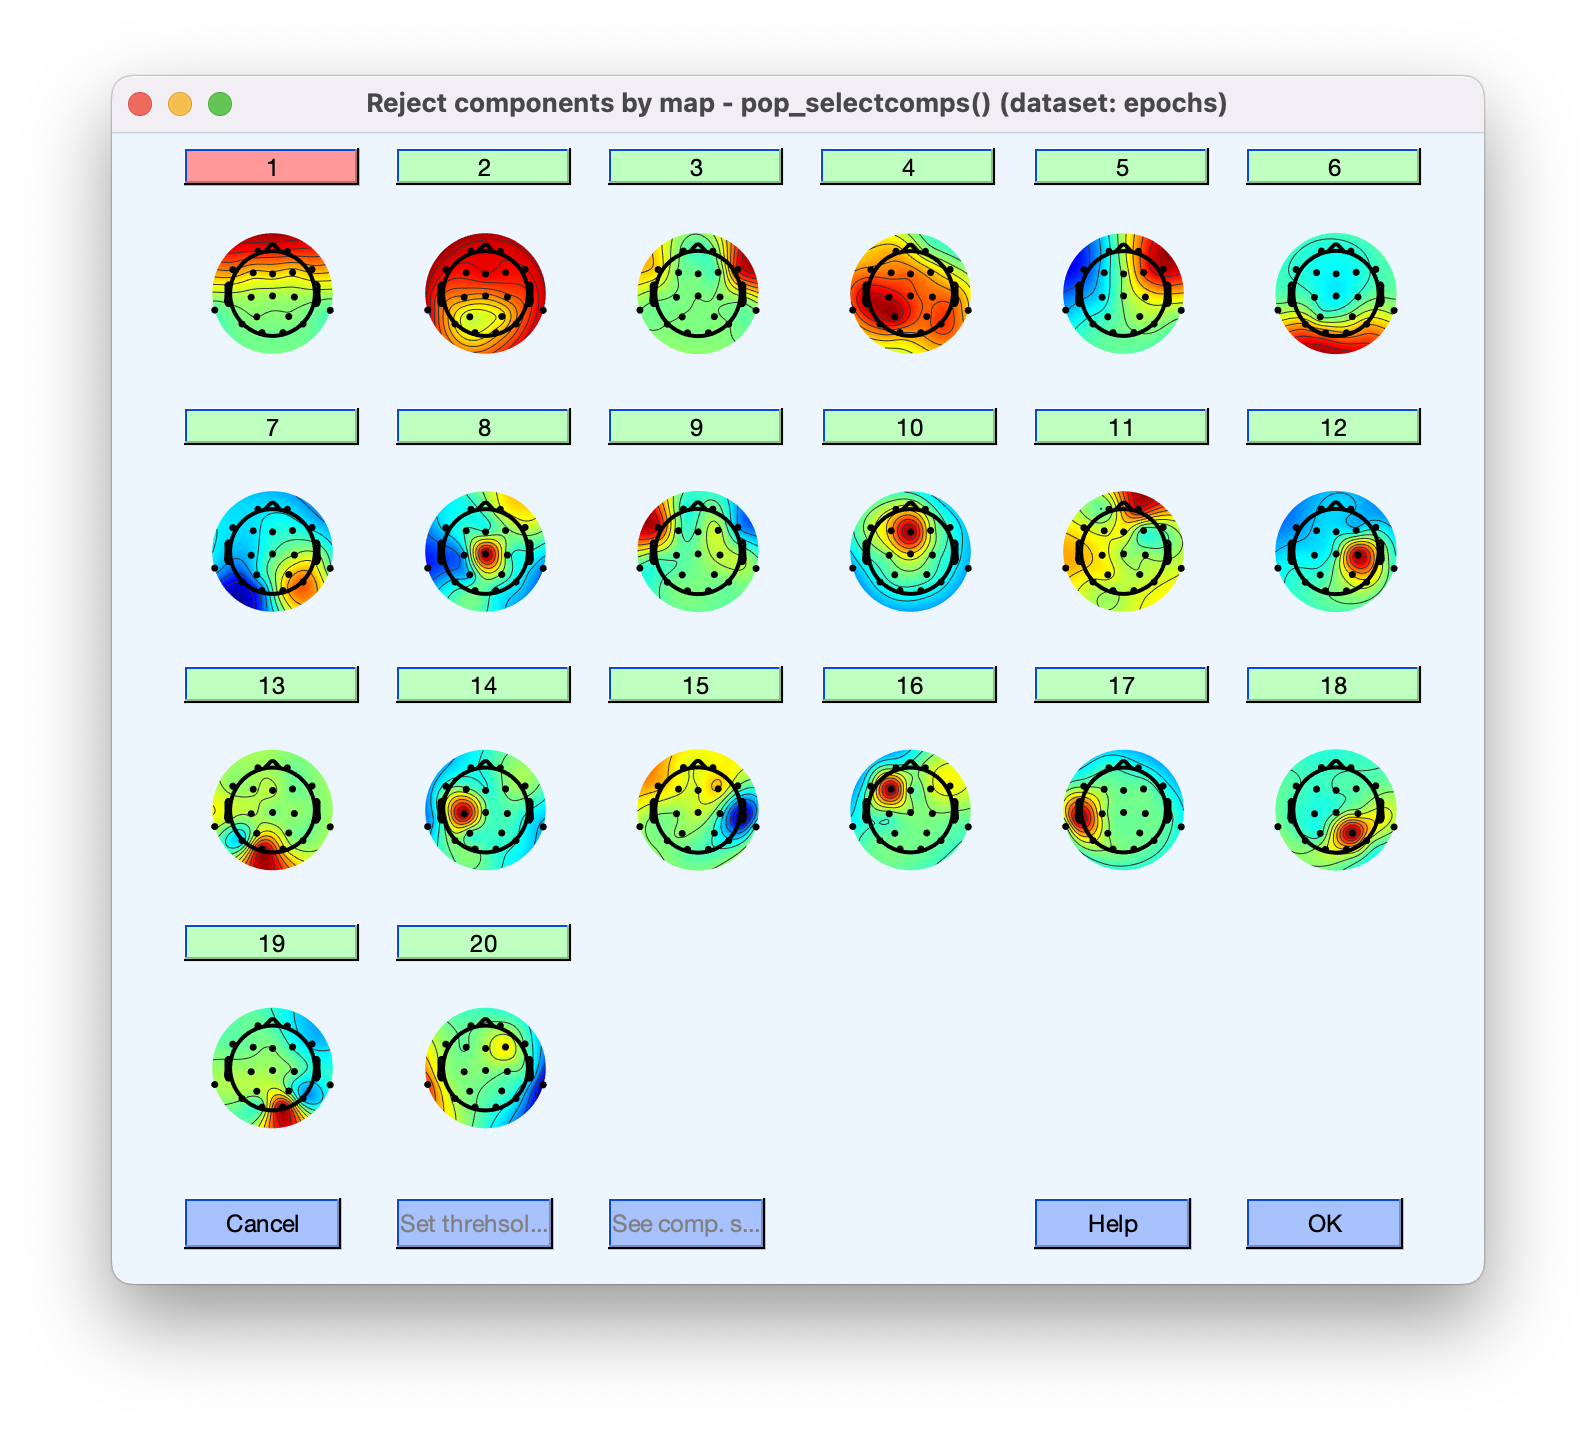 Reject components by map - pop_selectcomps() (dataset: epochs)
1 2 3 4 5 6
7 8 9 10 11 12
13 14 15 16 17 18
19 20
Cancel Set threhsol... See comp. s... Help OK